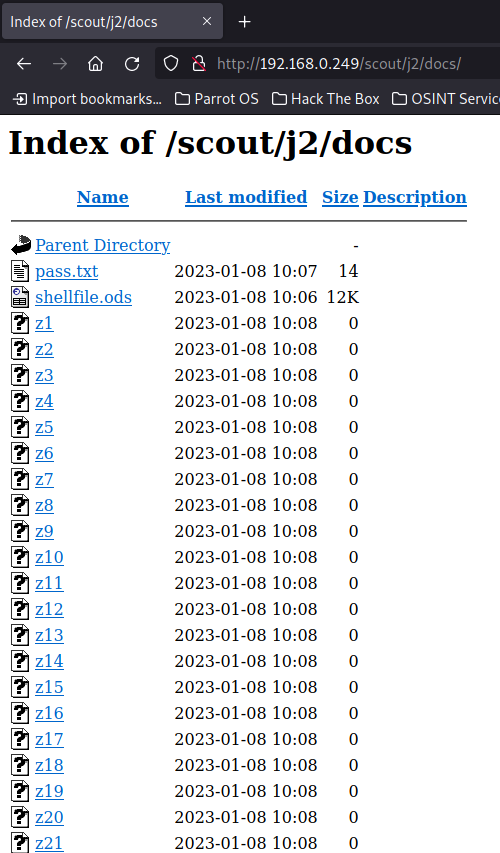 Index of /scout/j2/docs
http://192.168.0.249/scout/j2/docs/
Import bookmarks... Parrot OS Hack The Box OSINT Servic
Index of /scout/j2/docs
Name Last modified Size Description
Parent Directory -
pass.txt 2023-01-08 10:07 14
shellfile.ods 2023-01-08 10:06 12K
z1 2023-01-08 10:08 0
z2 2023-01-08 10:08 0
z3 2023-01-08 10:08 0
z4 2023-01-08 10:08 0
z5 2023-01-08 10:08 0
z6 2023-01-08 10:08 0
z7 2023-01-08 10:08 0
z8 2023-01-08 10:08 0
z9 2023-01-08 10:08 0
z10 2023-01-08 10:08 0
z11 2023-01-08 10:08 0
z12 2023-01-08 10:08 0
z13 2023-01-08 10:08 0
z14 2023-01-08 10:08 0
z15 2023-01-08 10:08 0
z16 2023-01-08 10:08 0
z17 2023-01-08 10:08 0
z18 2023-01-08 10:08 0
z19 2023-01-08 10:08 0
z20 2023-01-08 10:08 0
z21 2023-01-08 10:08 0